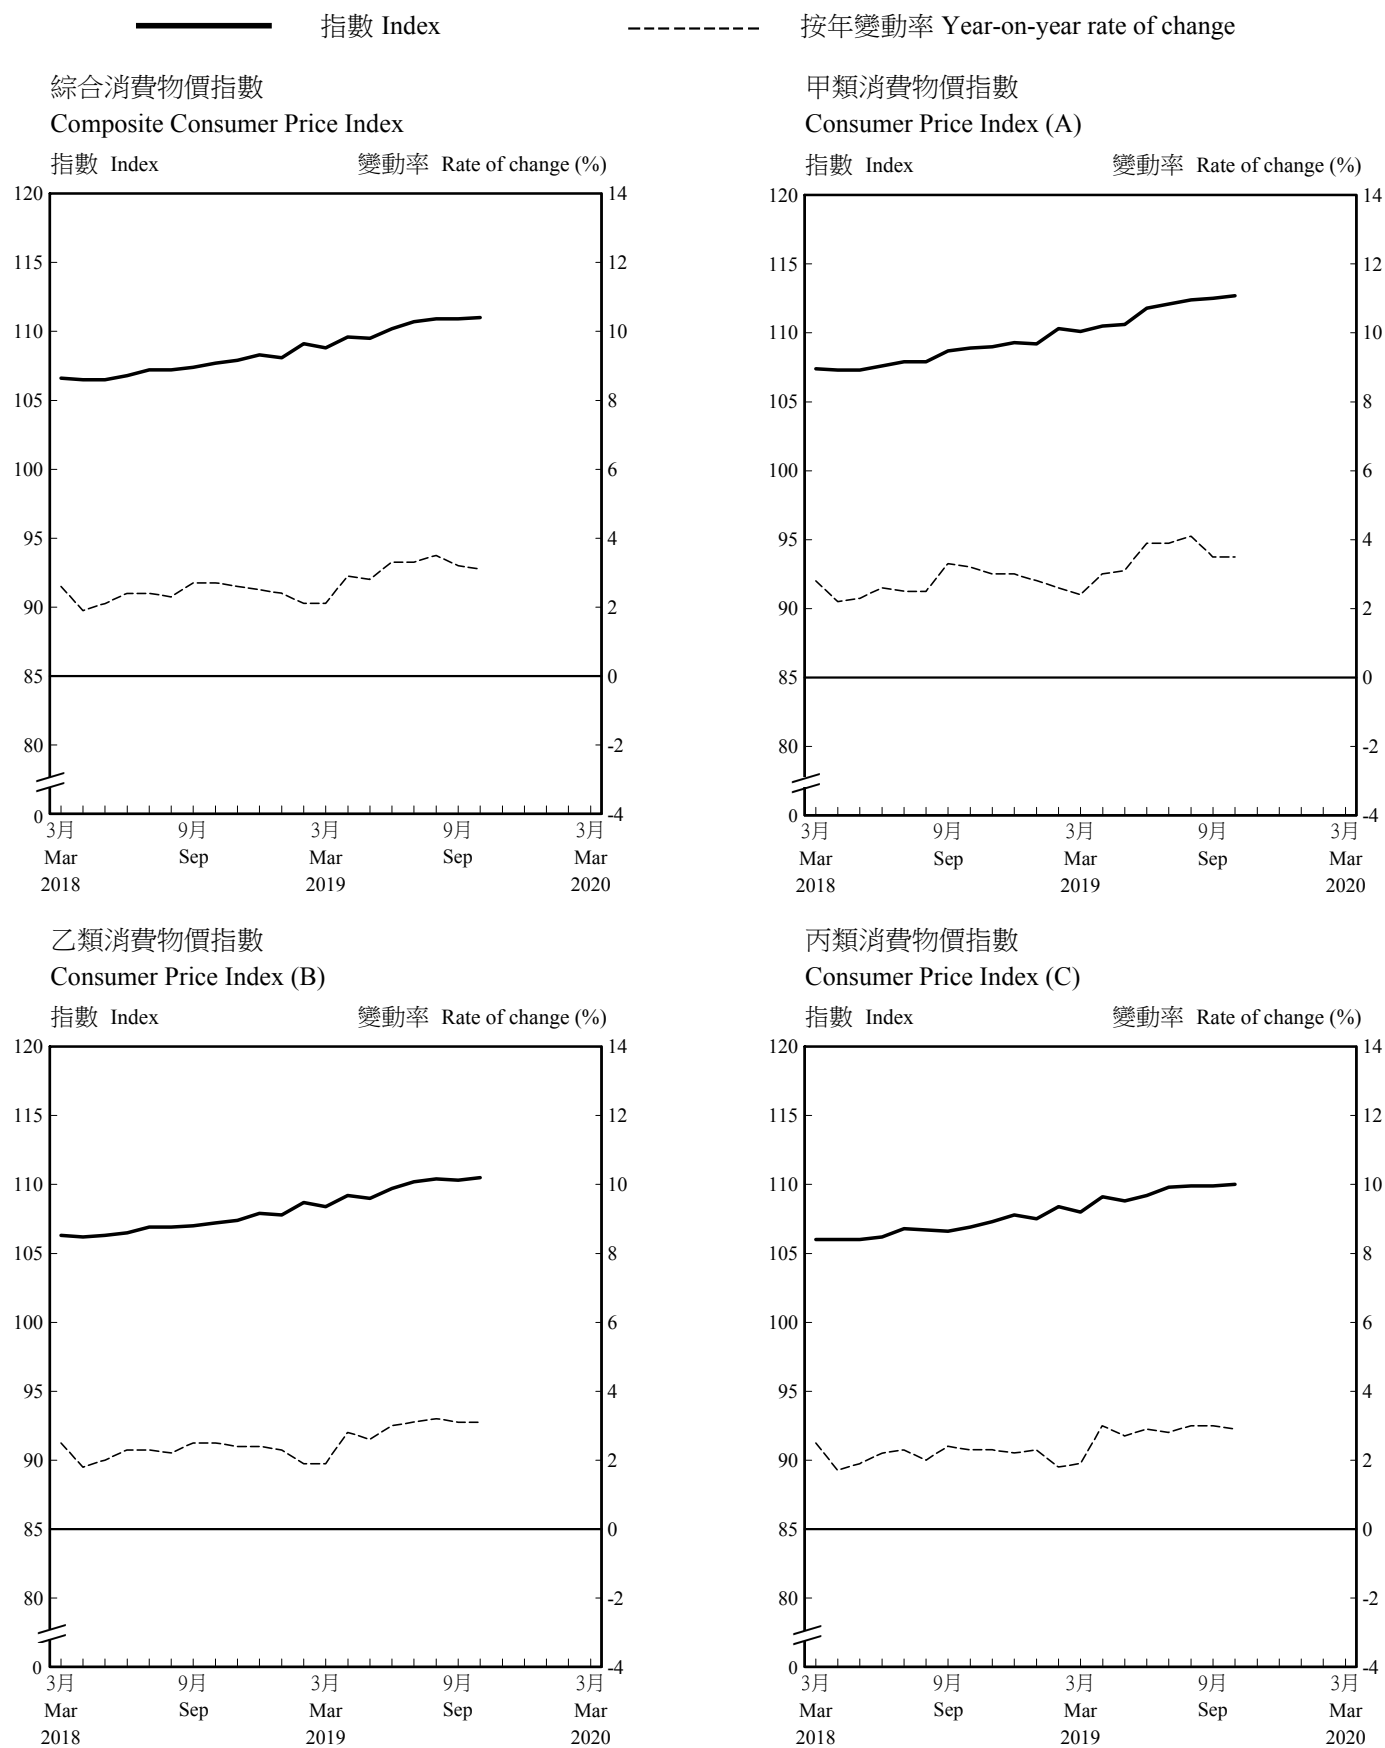 指數 Index
按年變動率 Year-on-year rate of change
綜合消費物價指數
Composite Consumer Price Index
指數 Index
變動率 Rate of change (%)
120
115
110
105
100
95
90
85
80
0
14
12
10
8
6
4
2
0
-2
-4
3月
9月
3月
9月
3月
Mar
Sep
Mar
Sep
Mar
2018
2019
2020
甲類消費物價指數
Consumer Price Index (A)
指數 Index
變動率 Rate of change (%)
120
115
110
105
100
95
90
85
80
0
14
12
10
8
6
4
2
0
-2
-4
3月
9月
3月
9月
3月
Mar
Sep
Mar
Sep
Mar
2018
2019
2020
乙類消費物價指數
Consumer Price Index (B)
指數 Index
變動率 Rate of change (%)
120
115
110
105
100
95
90
85
80
0
14
12
10
8
6
4
2
0
-2
-4
3月
9月
3月
9月
3月
Mar
Sep
Mar
Sep
Mar
2018
2019
2020
丙類消費物價指數
Consumer Price Index (C)
指數 Index
變動率 Rate of change (%)
120
115
110
105
100
95
90
85
80
0
14
12
10
8
6
4
2
0
-2
-4
3月
9月
3月
9月
3月
Mar
Sep
Mar
Sep
Mar
2018
2019
2020